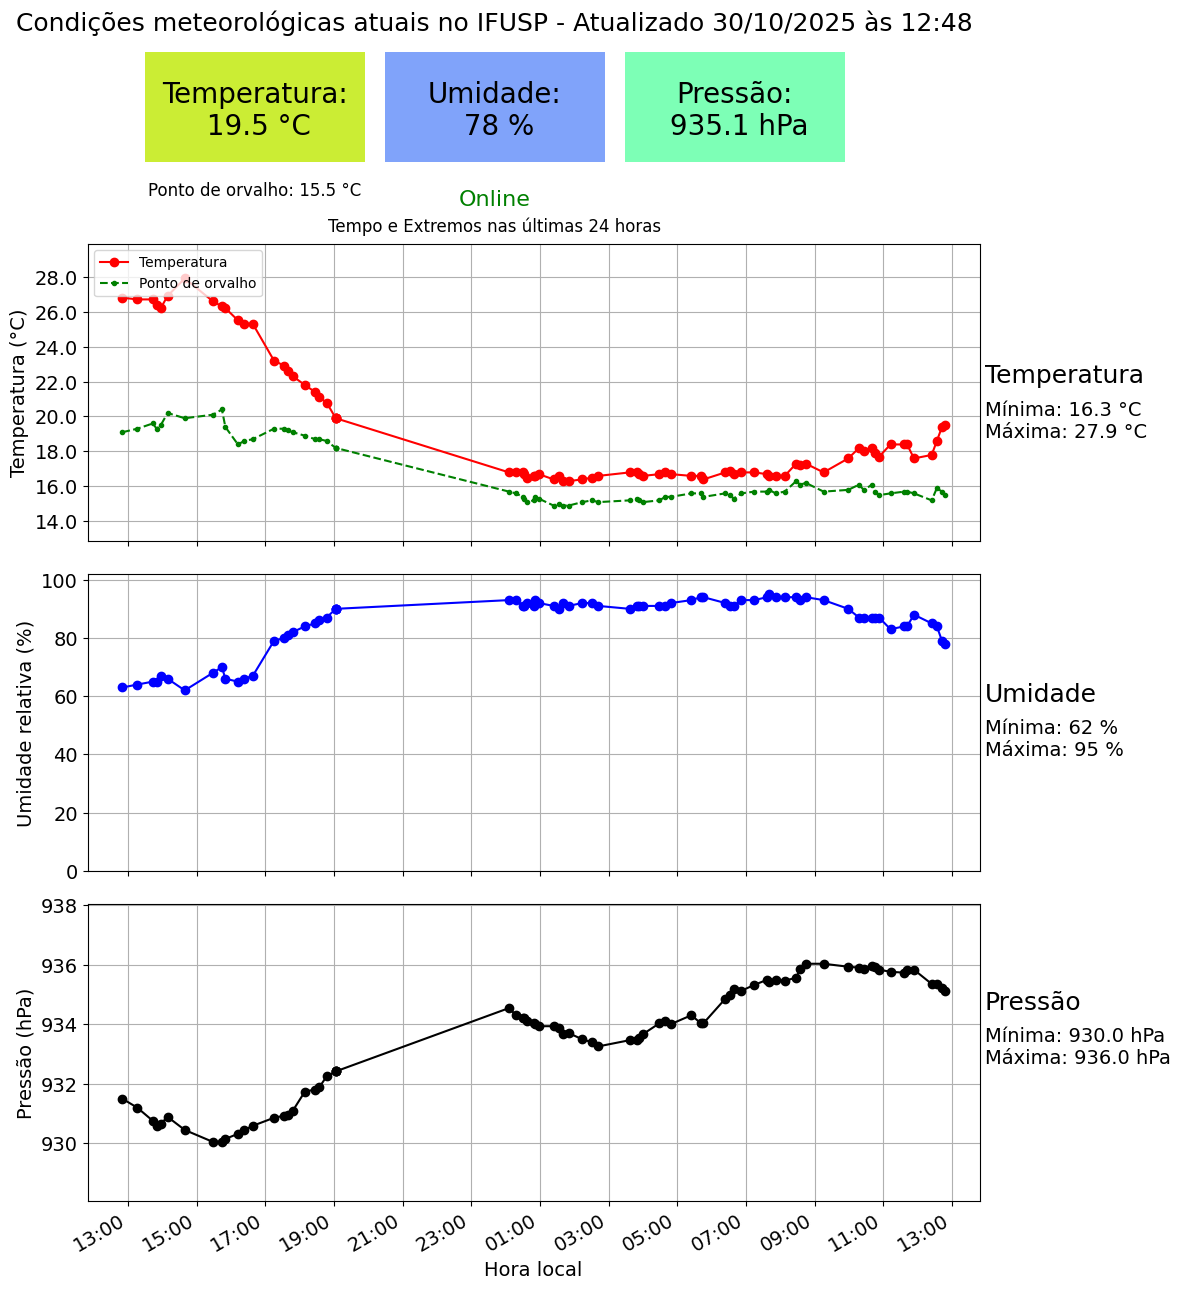 Condições meteorológicas atuais no IFUSP - Atualizado 30/10/2025 às 12:48
Temperatura:
19.5 °C
Umidade:
78 %
Pressão:
935.1 hPa
Ponto de orvalho: 15.5 °C
Online
Tempo e Extremos nas últimas 24 horas
Temperatura
Ponto de orvalho
28.0
26.0
24.0
22.0
20.0
18.0
16.0
14.0
Temperatura (°C)
Temperatura
Mínima: 16.3 °C
Máxima: 27.9 °C
100
80
60
40
20
0
Umidade relativa (%)
Umidade
Mínima: 62 %
Máxima: 95 %
938
936
934
932
930
Pressão (hPa)
Pressão
Mínima: 930.0 hPa
Máxima: 936.0 hPa
13:00 15:00 17:00 19:00 21:00 23:00 01:00 03:00 05:00 07:00 09:00 11:00 13:00
Hora local